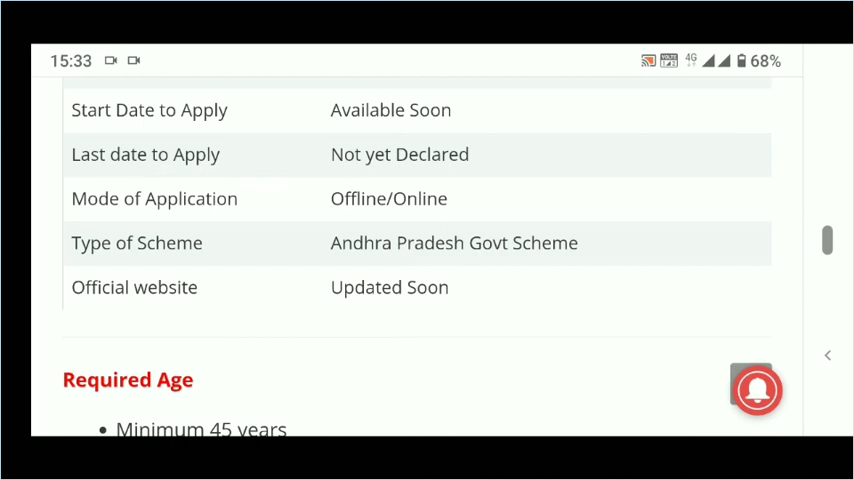 15:33 4G 68%
Start Date to Apply Available Soon
Last date to Apply Not yet Declared
Mode of Application Offline/Online
Type of Scheme Andhra Pradesh Govt Scheme
Official website Updated Soon
Required Age
• Minimum 45 years